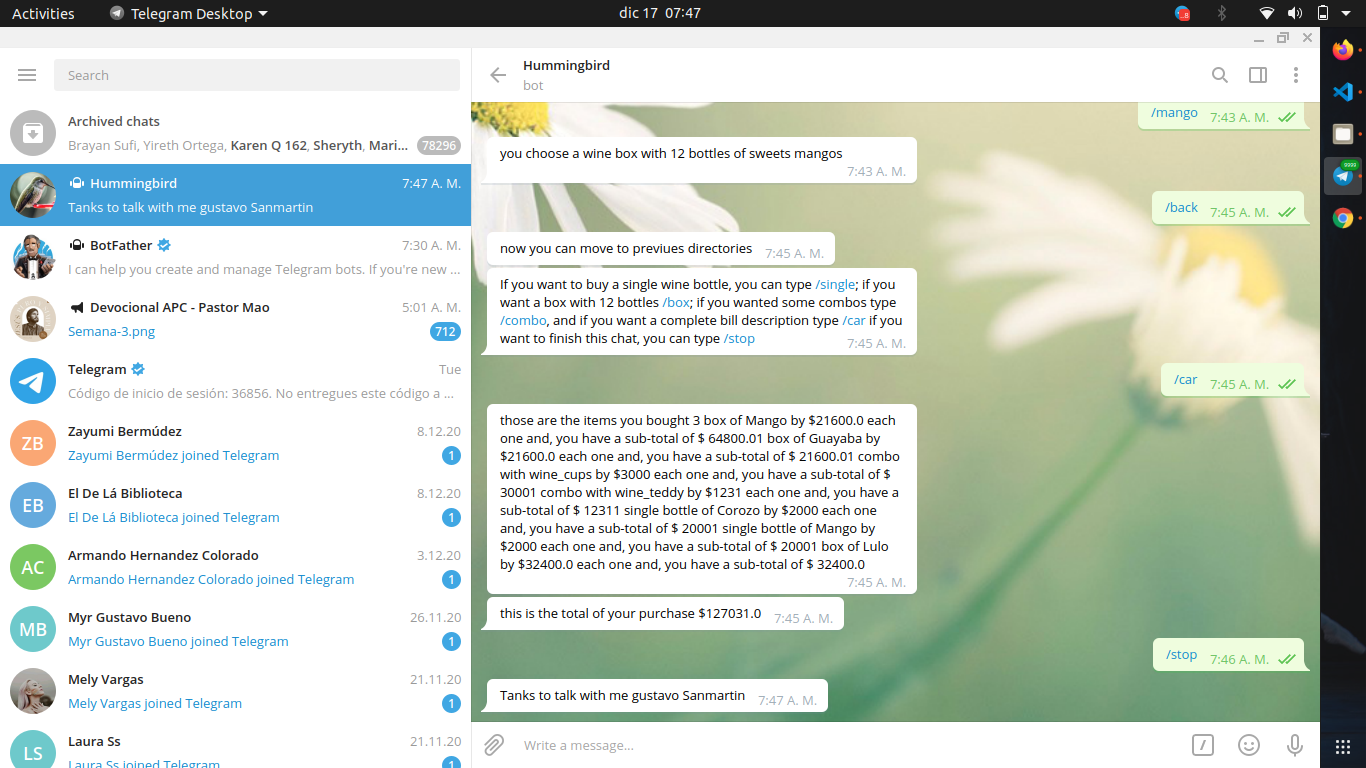 Activities
Telegram Desktop
dic 17 07:47
Search
Archived chats
Brayan Sufi, Yireth Ortega, Karen Q 162, Sheryth, Mari...
78296
Hummingbird
7:47 A. M.
Tanks to talk with me gustavo Sanmartin
BotFather
7:30 A. M.
I can help you create and manage Telegram bots. If you're new ...
Devocional APC - Pastor Mao
5:01 A. M.
Semana-3.png
712
Telegram
Tue
Código de inicio de sesión: 36856. No entregues este código a ...
ZB
Zayumi Bermúdez
8.12.20
Zayumi Bermúdez joined Telegram
1
EB
El De Lá Biblioteca
8.12.20
El De Lá Biblioteca joined Telegram
1
AC
Armando Hernandez Colorado
3.12.20
Armando Hernandez Colorado joined Telegram
1
MB
Myr Gustavo Bueno
26.11.20
Myr Gustavo Bueno joined Telegram
1
Mely Vargas
21.11.20
Mely Vargas joined Telegram
1
LS
Laura Ss
21.11.20
Laura Ss joined Telegram
1
Hummingbird
bot
/mango 7:43 A. M.
you choose a wine box with 12 bottles of sweets mangos
7:43 A. M.
/back 7:45 A. M.
now you can move to previues directories 7:45 A. M.
If you want to buy a single wine bottle, you can type /single; if you
want a box with 12 bottles /box; if you wanted some combos type
/combo, and if you want a complete bill description type /car if you
want to finish this chat, you can type /stop
7:45 A. M.
/car 7:45 A. M.
those are the items you bought 3 box of Mango by $21600.0 each
one and, you have a sub-total of $ 64800.01 box of Guayaba by
$21600.0 each one and, you have a sub-total of $ 21600.01 combo
with wine_cups by $3000 each one and, you have a sub-total of $
30001 combo with wine_teddy by $1231 each one and, you have a
sub-total of $ 12311 single bottle of Corozo by $2000 each one
and, you have a sub-total of $ 20001 single bottle of Mango by
$2000 each one and, you have a sub-total of $ 20001 box of Lulo
by $32400.0 each one and, you have a sub-total of $ 32400.0
7:45 A. M.
this is the total of your purchase $127031.0 7:45 A. M.
/stop 7:46 A. M.
Tanks to talk with me gustavo Sanmartin 7:47 A. M.
Write a message...
9999